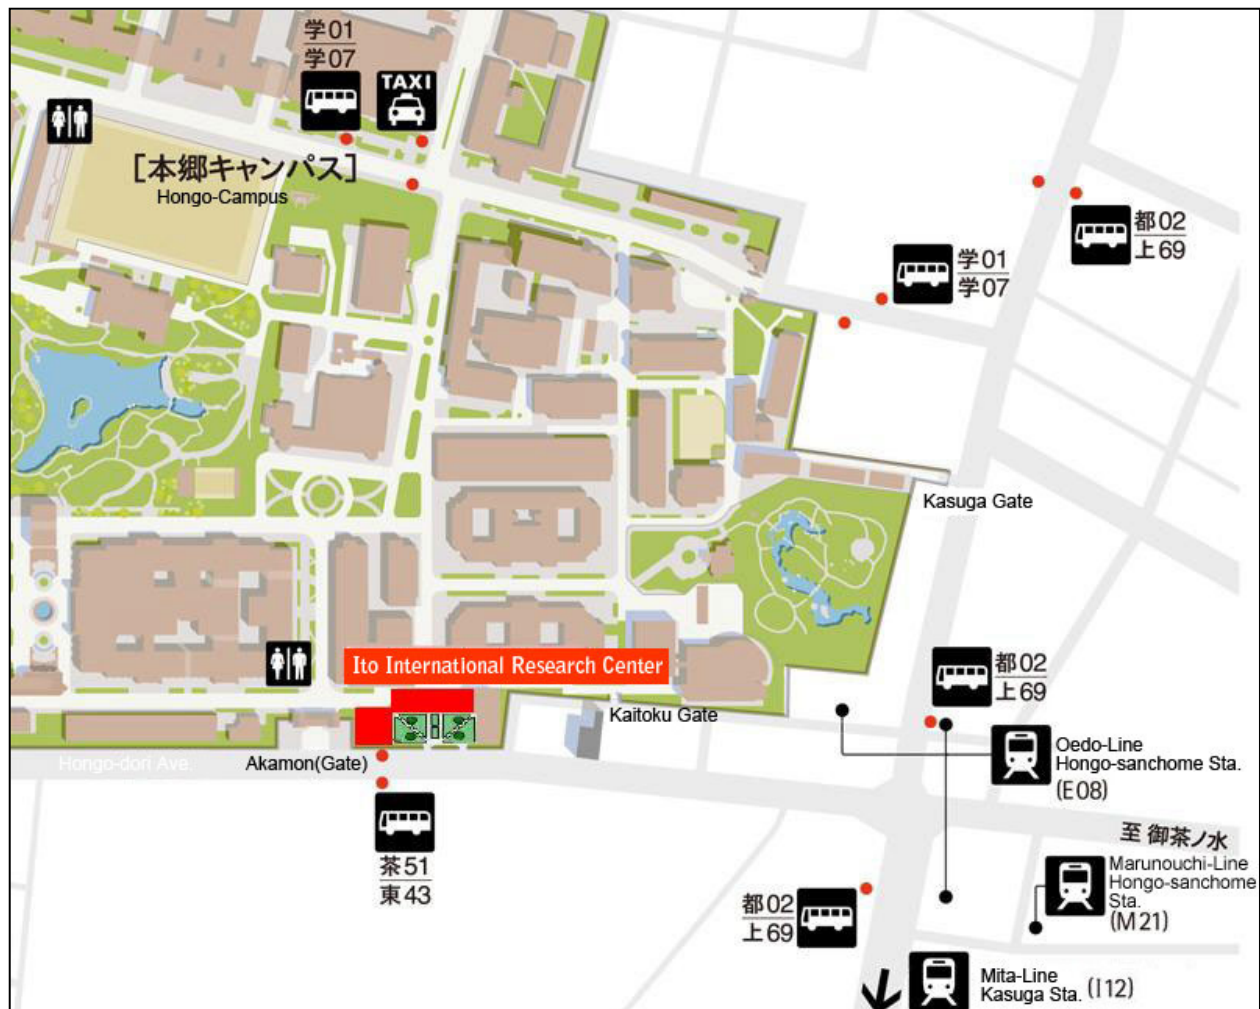 学01
学07
TAXI
[本郷キャンパス]
Hongo-Campus
都02
上69
学01
学07
Kasuga Gate
Ito International Research Center
都02
上69
Kaitoku Gate
Oedo-Line
Hongo-sanchome Sta.
(E08)
Hongo-dori Ave.
Akamon(Gate)
茶51
東43
至 御茶ノ水
Marunouchi-Line
Hongo-sanchome
Sta.
(M21)
都02
上69
Mita-Line
Kasuga Sta. (I12)